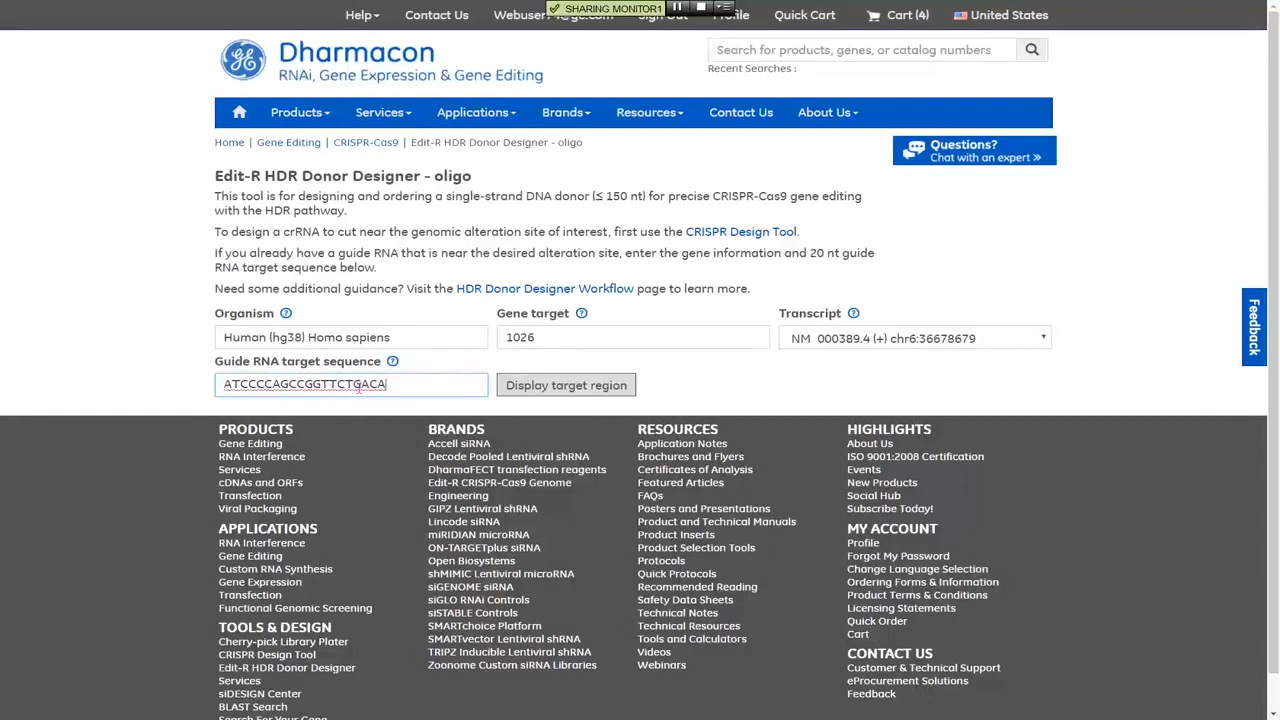 SHARING MONITOR1
Help Contact Us Sign Out Profile Quick Cart Cart (4) United States
Dharmacon
RNAi, Gene Expression & Gene Editing
Search for products, genes, or catalog numbers
Recent Searches :
Products Services Applications Brands Resources Contact Us About Us
Home | Gene Editing | CRISPR-Cas9 | Edit-R HDR Donor Designer - oligo
Questions?
Chat with an expert »
Edit-R HDR Donor Designer - oligo
This tool is for designing and ordering a single-strand DNA donor (≤ 150 nt) for precise CRISPR-Cas9 gene editing
with the HDR pathway.
To design a crRNA to cut near the genomic alteration site of interest, first use the CRISPR Design Tool.
If you already have a guide RNA that is near the desired alteration site, enter the gene information and 20 nt guide
RNA target sequence below.
Need some additional guidance? Visit the HDR Donor Designer Workflow page to learn more.
Organism ? Gene target ? Transcript ?
Human (hg38) Homo sapiens 1026 NM_000389.4 (+) chr6:36678679
Guide RNA target sequence ?
ATCCCCAGCCGGTTCTGACA Display target region
Feedback
PRODUCTS
Gene Editing
RNA Interference
Services
cDNAs and ORFs
Transfection
Viral Packaging
APPLICATIONS
RNA Interference
Gene Editing
Custom RNA Synthesis
Gene Expression
Transfection
Functional Genomic Screening
TOOLS & DESIGN
Cherry-pick Library Plater
CRISPR Design Tool
Edit-R HDR Donor Designer
Services
siDESIGN Center
BLAST Search
Search For Your Gene
BRANDS
Accell siRNA
Decode Pooled Lentiviral shRNA
DharmaFECT transfection reagents
Edit-R CRISPR-Cas9 Genome
Engineering
GIPZ Lentiviral shRNA
Lincode siRNA
miRIDIAN microRNA
ON-TARGETplus siRNA
Open Biosystems
shMIMIC Lentiviral microRNA
siGENOME siRNA
siGLO RNAi Controls
siSTABLE Controls
SMARTchoice Platform
SMARTvector Lentiviral shRNA
TRIPZ Inducible Lentiviral shRNA
Zoonome Custom siRNA Libraries
RESOURCES
Application Notes
Brochures and Flyers
Certificates of Analysis
Featured Articles
FAQs
Posters and Presentations
Product and Technical Manuals
Product Inserts
Product Selection Tools
Protocols
Quick Protocols
Recommended Reading
Safety Data Sheets
Technical Notes
Technical Resources
Tools and Calculators
Videos
Webinars
HIGHLIGHTS
About Us
ISO 9001:2008 Certification
Events
New Products
Social Hub
Subscribe Today!
MY ACCOUNT
Profile
Forgot My Password
Change Language Selection
Ordering Forms & Information
Product Terms & Conditions
Licensing Statements
Quick Order
Cart
CONTACT US
Customer & Technical Support
eProcurement Solutions
Feedback